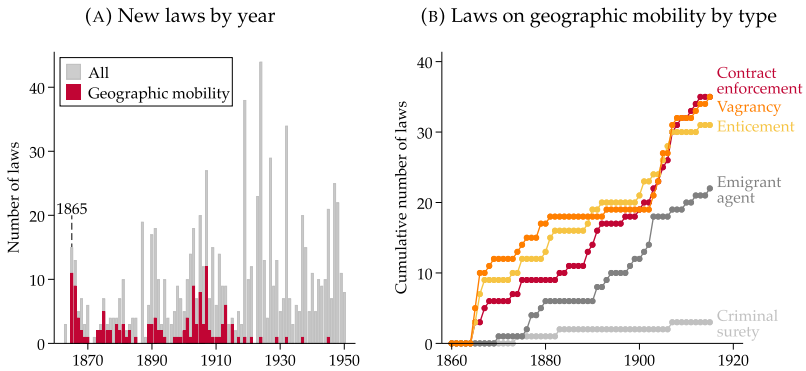 (A) New laws by year
Number of laws
40
30
20
10
0
1865
All
Geographic mobility
1870
1890
1910
1930
1950
(B) Laws on geographic mobility by type
Cumulative number of laws
40
30
20
10
0
Contract
enforcement
Vagrancy
Enticement
Emigrant
agent
Criminal
surety
1860
1880
1900
1920